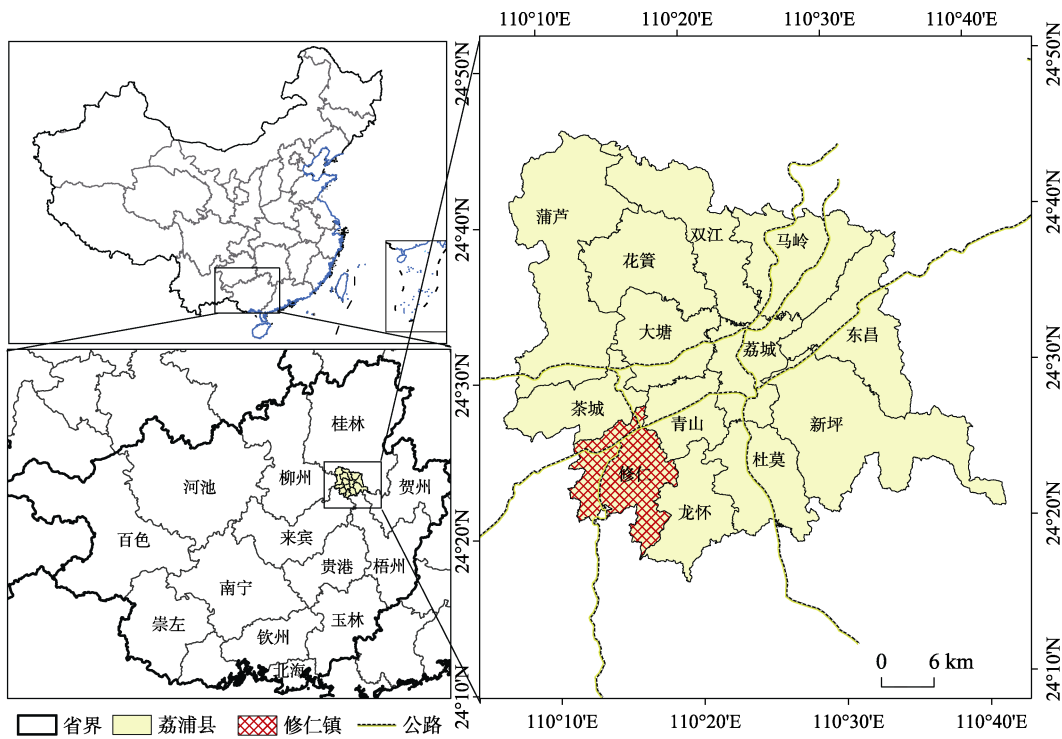 110°10′E
110°20′E
110°30′E
110°40′E
24°50′N
24°40′N
24°30′N
24°20′N
24°10′N
桂林
柳州
河池
贺州
百色
来宾
贵港
梧州
南宁
崇左
玉林
钦州
北海
蒲芦
双江
马岭
花篢
大塘
荔城
东昌
茶城
青山
新坪
修仁
杜莫
龙怀
0 6 km
24°50′N
24°40′N
24°30′N
24°20′N
24°10′N
110°10′E
110°20′E
110°30′E
110°40′E
省界 荔浦县 修仁镇 公路